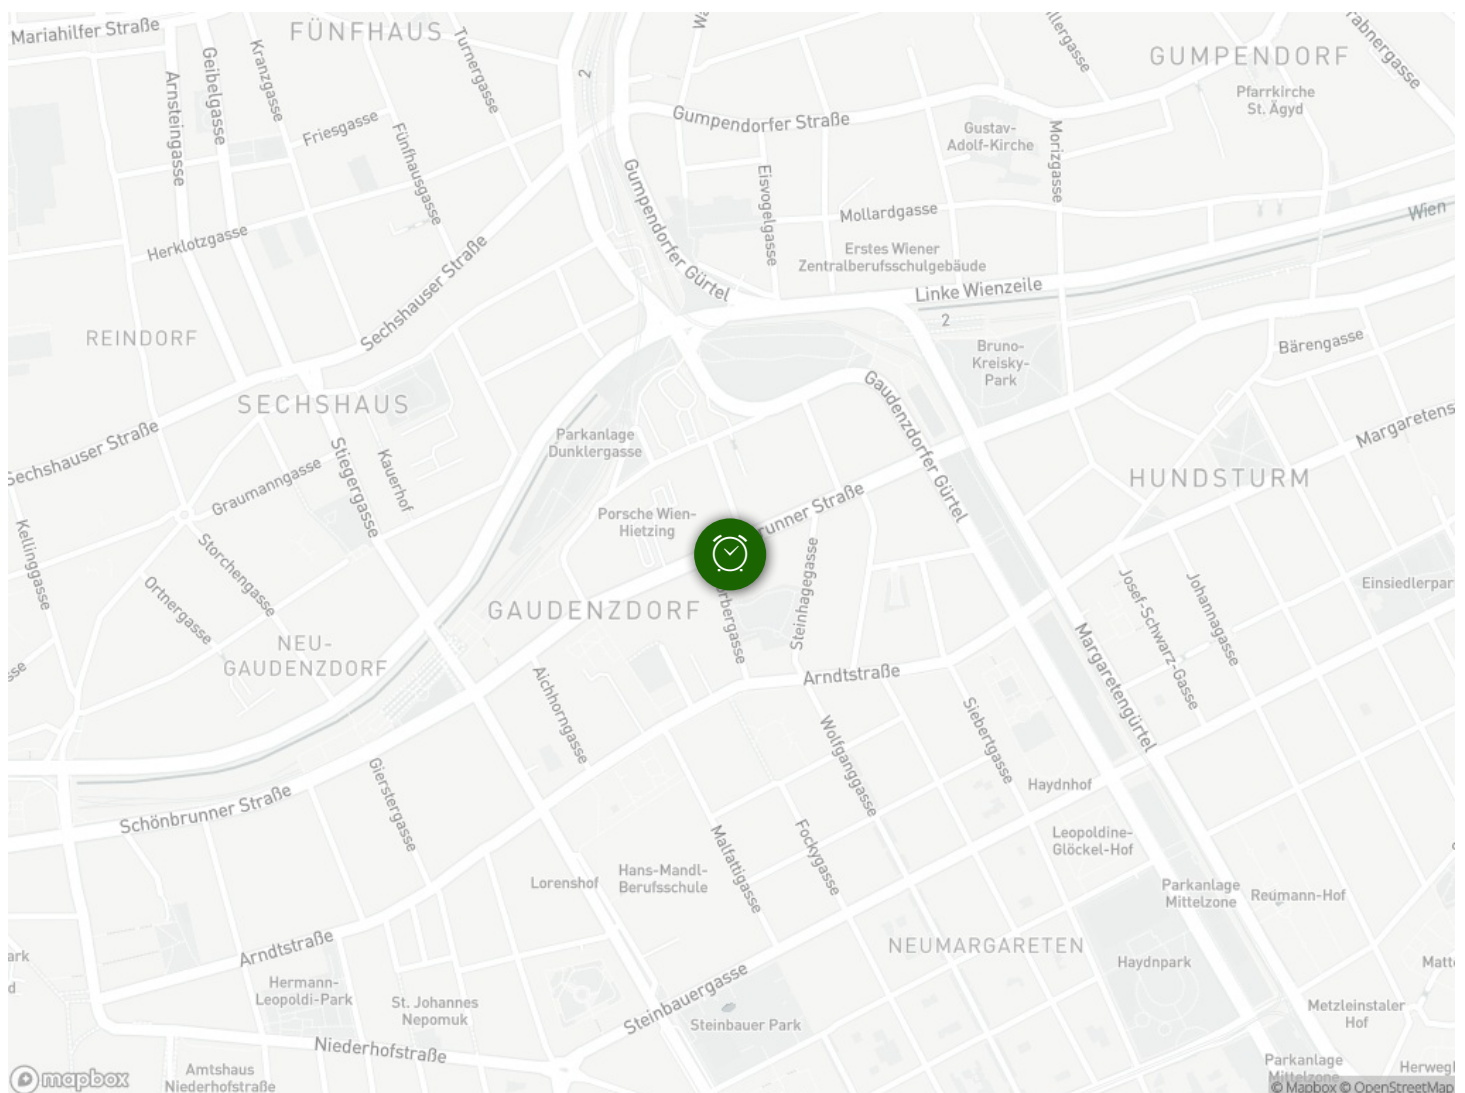 Mariahilfer Straße
FÜNFHAUS
GUMPENDORF
Turnergasse
Kranzgasse
Geibelgasse
Arnsteingasse
Friesgasse
Fünfhausgasse
2
Gumpendorfer Straße
Pfarrkirche
St. Ägyd
Gustav-
Adolf-Kirche
Morizgasse
Eisvogelgasse
Mollardgasse
Wien
Herklotzgasse
Gumpendorfer Gürtel
Erstes Wiener
Zentralberufsschulgebäude
Linke Wienzeile
Sechshauser Straße
REINDORF
2
Bruno-
Kreisky-
Park
Bärengasse
SECHSHAUS
Gaudenzdorfer Gürtel
Parkanlage
Dunklergasse
Sechshauser Straße
Stiegergasse
Kauerhof
Graumanngasse
HUNDSTURM
Porsche Wien-
Hietzing
Kellinggasse
Storchengasse
Ortnergasse
Steinhagegasse
Josef-Schwarz-Gasse
Johannagasse
GAUDENZDORF
NEU-
GAUDENZDORF
Arndtstraße
Margaretengürtel
Aichhorngasse
Siebertgasse
Wolfganggasse
Haydnhof
Schönbrunner Straße
Gierstergasse
Malfattigasse
Fockygasse
Leopoldine-
Glöckel-Hof
Lorenshof
Hans-Mandl-
Berufsschule
Parkanlage
Mittelzone
Reumann-Hof
Arndtstraße
NEUMARGARETEN
Haydnpark
Hermann-
Leopoldi-Park
St. Johannes
Nepomuk
Steinbauergasse
Steinbauer Park
Metzleinstaler
Hof
Niederhofstraße
Amtshaus
Niederhofstraße
Parkanlage
Mittelzone
mapbox
© Mapbox © OpenStreetMap